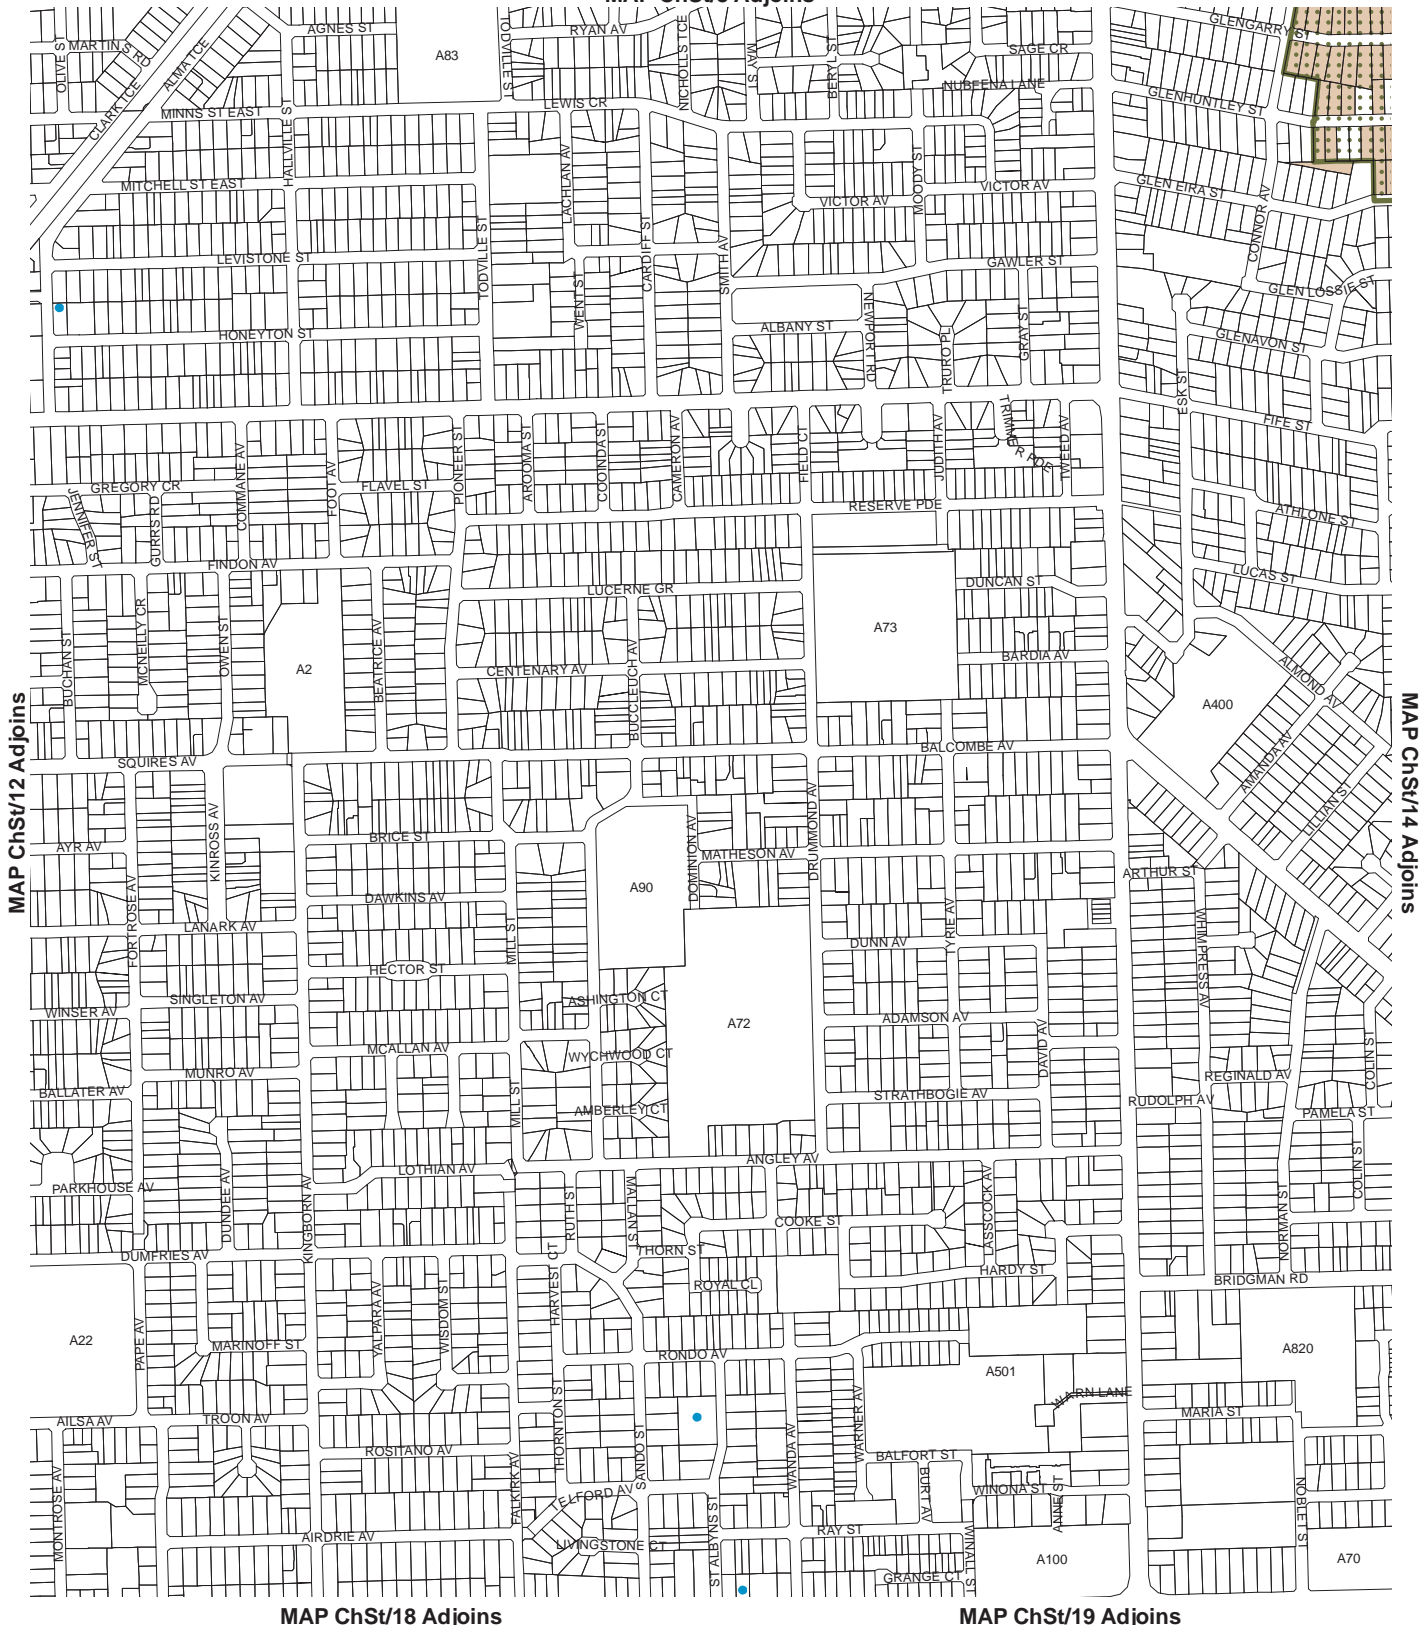 MAP ChSt/8 Adjoins
AGNES ST
RYAN AV
GLENGARRY ST
MARTINS RD
OLIVE S
ALMA TCE
A83
TODVILLE ST
NICHOLLS TCE
MAY ST
BERYL ST
SAGE CR
NUBEENA LANE
CLARK TCE
MINNS ST EAST
HALLVILLE ST
LEWIS CR
GLENHUNTLEY ST
MITCHELL ST EAST
LACHLAN AV
MOODY ST
VICTOR AV
VICTOR AV
GLEN EIRA ST
CONNOR AV
LEVISTONE ST
TODVILLE ST
CARDIFF ST
SMITH AV
GAWLER ST
GLEN LOSSIE ST
WENT ST
HONEYTON ST
ALBANY ST
NEWPORT RD
TRURO PL
GRAY ST
GLENAVON ST
ESK ST
FIFE ST
GREGORY CR
COMMANE AV
FOOT AV
FLAVEL ST
PIONEER ST
AROOMA ST
COONDA ST
CAMERON AV
FIELD CT
JUDITH AV
TRIMMER PDE
TWEED AV
JENNIFER ST
GURRS RD
RESERVE PDE
ATHLONE ST
FINDON AV
LUCERNE GR
DUNCAN ST
LUCAS ST
BUCHAN ST
MCNELLY CR
OWEN ST
A2
BEATRICE AV
CENTENARY AV
BUCCLEUCH AV
A73
BARDIA AV
ALMOND AV
A400
MAP ChSt/12 Adjoins
MAP ChSt/14 Adjoins
SQUIRES AV
BALCOMBE AV
AMANDA AV
LILLIAN ST
KINROSS AV
BRICE ST
AYR AV
DOMINION AV
MATHESON AV
DRUMMOND AV
ARTHUR ST
FORTROSE AV
DAWKINS AV
A90
LANARK AV
MILL ST
DUNN AV
TYRIE AV
WHIMPRESS AV
HECTOR ST
SINGLETON AV
ASHINGTON CT
WINSER AV
A72
ADAMSON AV
DAVID AV
MCALLAN AV
WYCHWOOD CT
COLIN ST
MUNRO AV
BALLATER AV
MILL ST
AMBERLEY CT
STRATHBOGIE AV
REGINALD AV
RUDOLPH AV
PAMELA ST
LOTHIAN AV
ANGLEY AV
PARKHOUSE AV
DUNDEE AV
KINGBORN AV
RUTH ST
MALLAN ST
LASSCOCK AV
COLIN ST
NORMAN ST
COOKE ST
DUMFRIES AV
HARVEST CT
THORN ST
HARDY ST
BRIDGMAN RD
ROYAL CL
A22
PAPE AV
MARINOFF ST
YALPARA AV
WISDOM ST
RONDO AV
A501
A820
WARN LANE
AILSA AV
TROON AV
THORNTON ST
SANDO ST
WANDA AV
WARNER AV
MARIA ST
ROSITANO AV
BALFORT ST
MONTROSE AV
FALKIRK AV
TELFORD AV
ST ALBYNS ST
BURT AV
WINONA ST
ANNE ST
NOBLET ST
AIRDRIE AV
LIVINGSTONE CT
RAY ST
WINALL ST
A100
A70
GRANGE CT
MAP ChSt/18 Adjoins
MAP ChSt/19 Adjoins